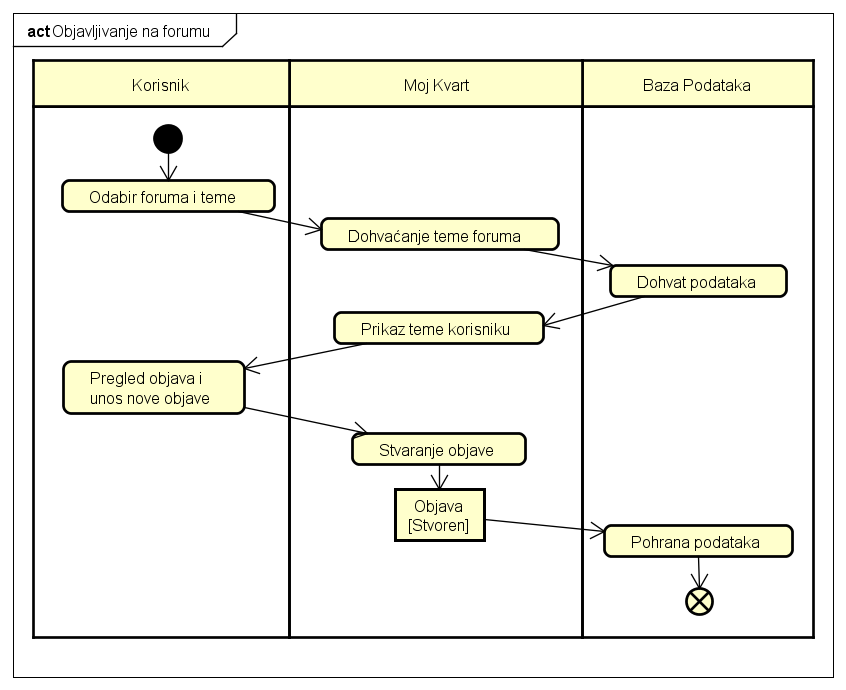 act Objavljivanje na forumu
Korisnik
Moj Kvart
Baza Podataka
Odabir foruma i teme
Dohvaćanje teme foruma
Dohvat podataka
Prikaz teme korisniku
Pregled objava i
unos nove objave
Stvaranje objave
Objava
[Stvoren]
Pohrana podataka